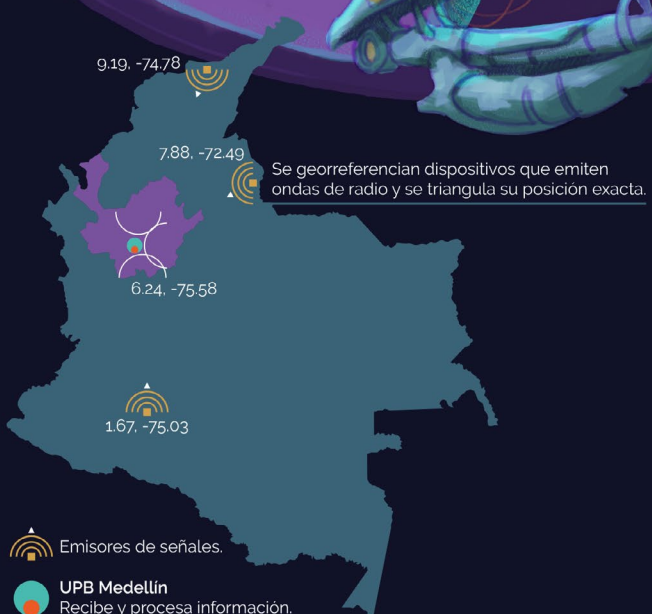 9.19, -74.78
7.88, -72.49
Se georreferencian dispositivos que emiten
ondas de radio y se triangula su posición exacta.
6.24, -75.58
1.67, -75.03
Emisores de señales.
UPB Medellín
Recibe y procesa información.